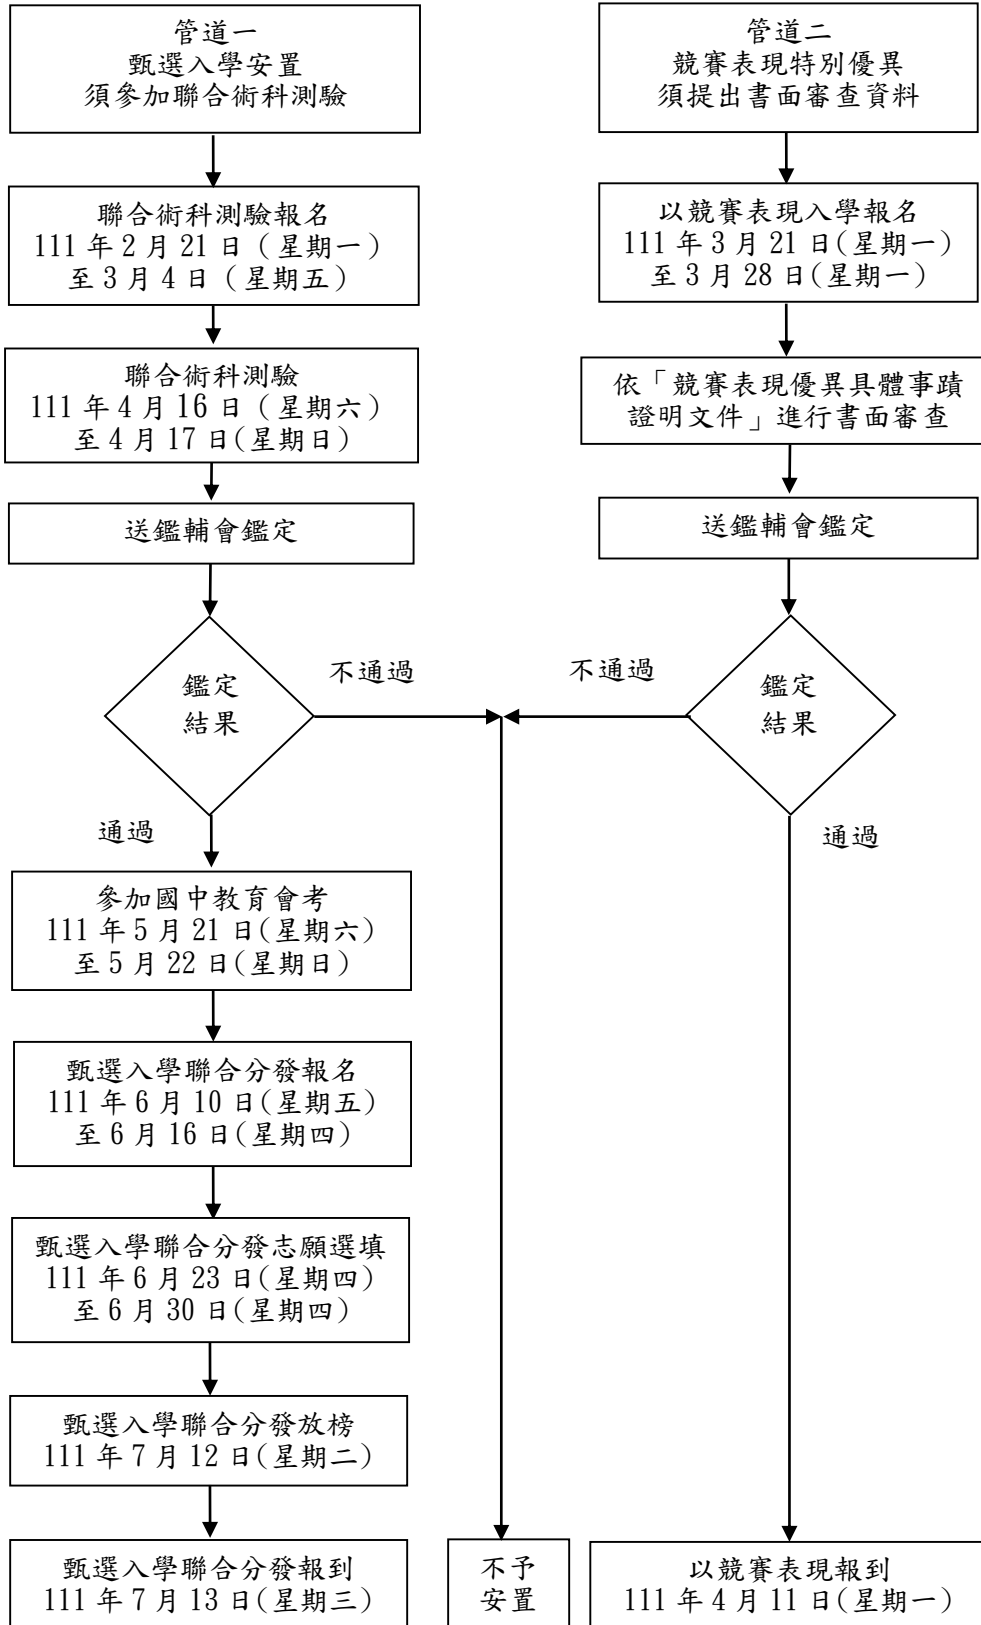 管道一
甄選入學安置
須參加聯合術科測驗
聯合術科測驗報名
111 年 2 月 21 日（星期一）
至 3 月 4 日（星期五）
聯合術科測驗
111 年 4 月 16 日（星期六）
至 4 月 17 日(星期日)
送鑑輔會鑑定
鑑定
結果
不通過
通過
參加國中教育會考
111 年 5 月 21 日(星期六)
至 5 月 22 日(星期日)
甄選入學聯合分發報名
111 年 6 月 10 日(星期五)
至 6 月 16 日(星期四)
甄選入學聯合分發志願選填
111 年 6 月 23 日(星期四)
至 6 月 30 日(星期四)
甄選入學聯合分發放榜
111 年 7 月 12 日(星期二)
甄選入學聯合分發報到
111 年 7 月 13 日(星期三)
不予
安置
管道二
競賽表現特別優異
須提出書面審查資料
以競賽表現入學報名
111 年 3 月 21 日(星期一)
至 3 月 28 日(星期一)
依「競賽表現優異具體事蹟
證明文件」進行書面審查
送鑑輔會鑑定
鑑定
結果
不通過
通過
以競賽表現報到
111 年 4 月 11 日(星期一)